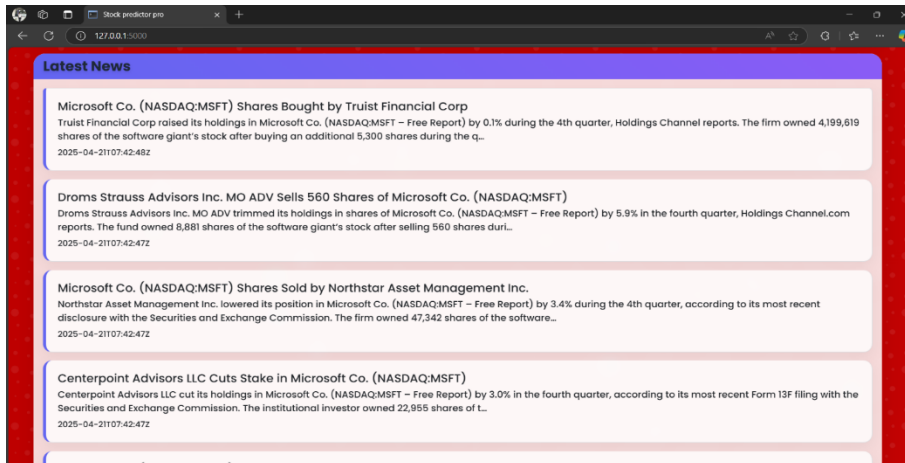 Stock predictor pro
127.0.0.1:5000
Latest News
Microsoft Co. (NASDAQ:MSFT) Shares Bought by Truist Financial Corp
Truist Financial Corp raised its holdings in Microsoft Co. (NASDAQ:MSFT – Free Report) by 0.1% during the 4th quarter, Holdings Channel reports. The firm owned 4,199,619
shares of the software giant's stock after buying an additional 5,300 shares during the q...
2025-04-21T07:42:48Z
Droms Strauss Advisors Inc. MO ADV Sells 560 Shares of Microsoft Co. (NASDAQ:MSFT)
Droms Strauss Advisors Inc. MO ADV trimmed its holdings in shares of Microsoft Co. (NASDAQ:MSFT – Free Report) by 5.9% in the fourth quarter, Holdings Channel.com
reports. The fund owned 8,881 shares of the software giant's stock after selling 560 shares duri...
2025-04-21T07:42:47Z
Microsoft Co. (NASDAQ:MSFT) Shares Sold by Northstar Asset Management Inc.
Northstar Asset Management Inc. lowered its position in Microsoft Co. (NASDAQ:MSFT – Free Report) by 3.4% during the 4th quarter, according to its most recent
disclosure with the Securities and Exchange Commission. The firm owned 47,342 shares of the software...
2025-04-21T07:42:47Z
Centerpoint Advisors LLC Cuts Stake in Microsoft Co. (NASDAQ:MSFT)
Centerpoint Advisors LLC cut its holdings in Microsoft Co. (NASDAQ:MSFT – Free Report) by 3.0% in the fourth quarter, according to its most recent Form 13F filing with the
Securities and Exchange Commission. The institutional investor owned 22,955 shares of t...
2025-04-21T07:42:47Z